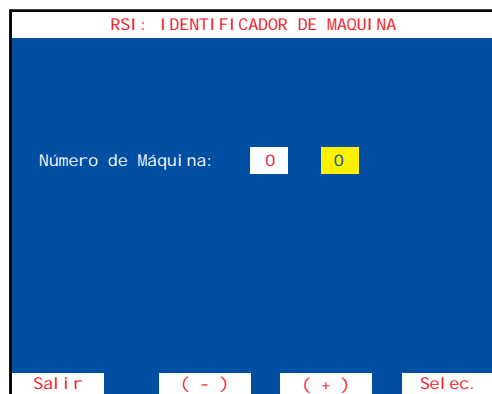 RSI: IDENTIFICADOR DE MAQUINA
Número de Máquina: 0 0
Salir ( - ) ( + ) Selec.